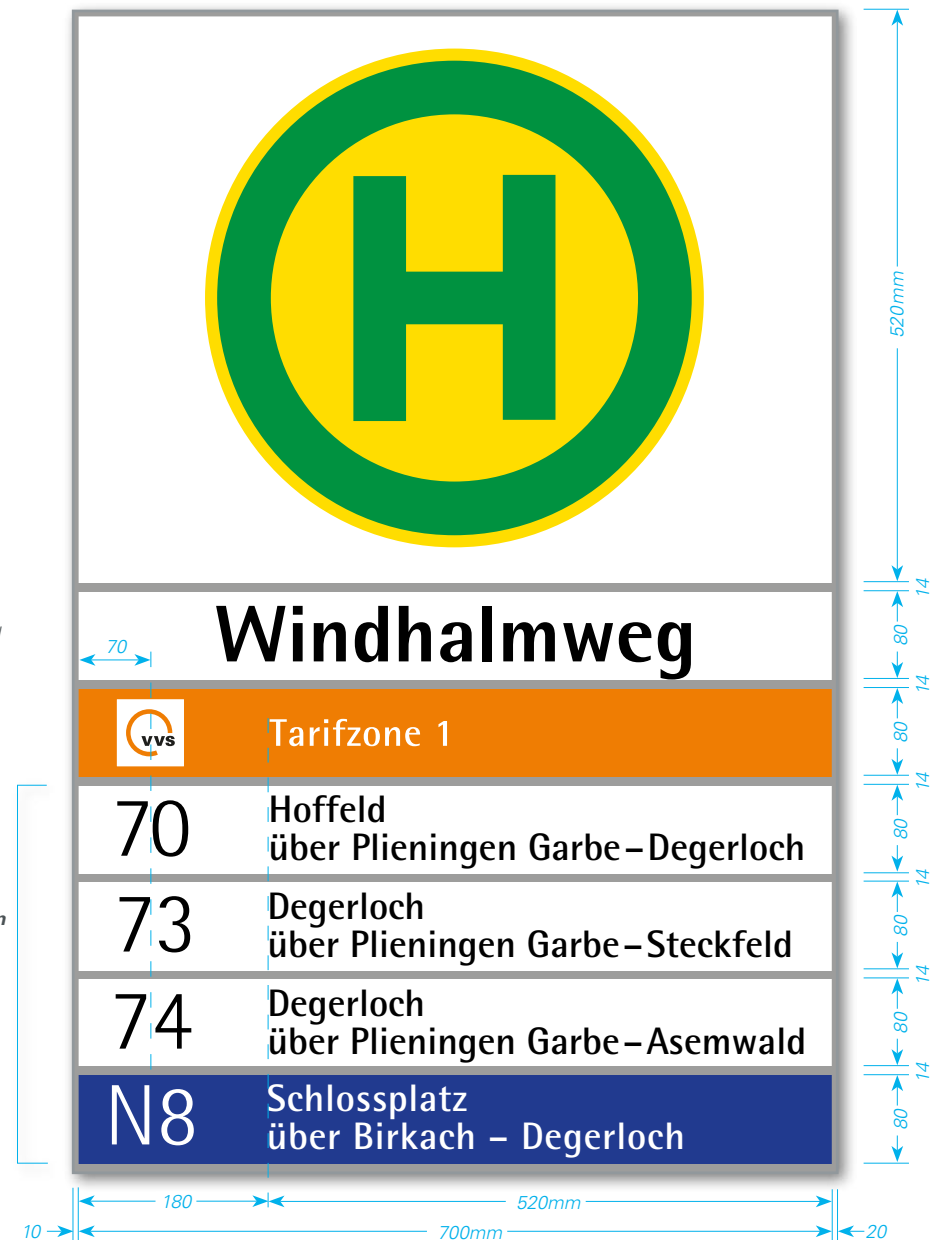 H
520mm
14
Windhalmweg
80
70
14
vvs
Tarifzone 1
80
14
70
Hoffeld
über Plieningen Garbe–Degerloch
80
14
73
Degerloch
über Plieningen Garbe–Steckfeld
80
14
74
Degerloch
über Plieningen Garbe–Asemwald
80
14
N8
Schlossplatz
über Birkach – Degerloch
80
180
520mm
10
700mm
20